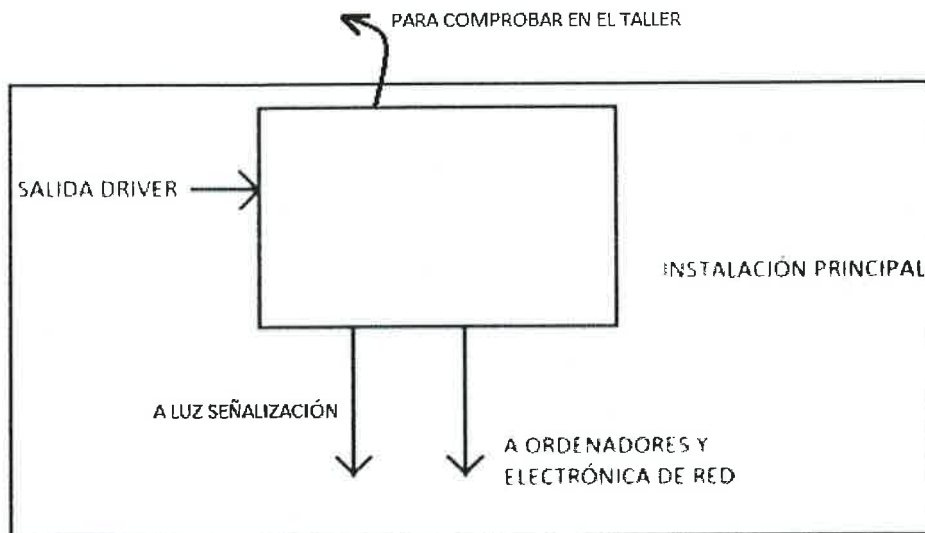 PARA COMPROBAR EN EL TALLER
SALIDA DRIVER
INSTALACIÓN PRINCIPAL
A LUZ SEÑALIZACIÓN
A ORDENADORES Y
ELECTRÓNICA DE RED